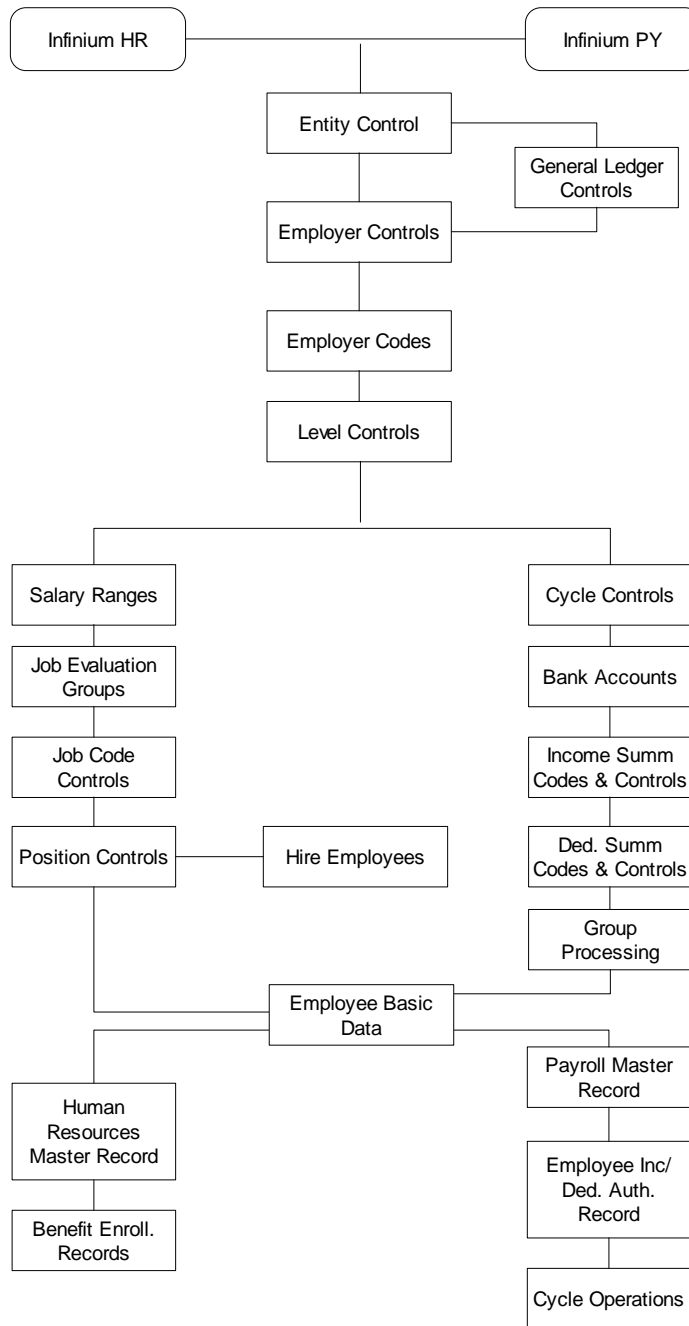 Infinium HR
Infinium PY
Entity Control
General Ledger
Controls
Employer Controls
Employer Codes
Level Controls
Salary Ranges
Cycle Controls
Job Evaluation
Groups
Bank Accounts
Job Code
Controls
Income Summ
Codes & Controls
Position Controls
Hire Employees
Ded. Summ
Codes & Controls
Group
Processing
Employee Basic
Data
Payroll Master
Record
Human
Resources
Master Record
Employee Inc/
Ded. Auth.
Record
Benefit Enroll.
Records
Cycle Operations